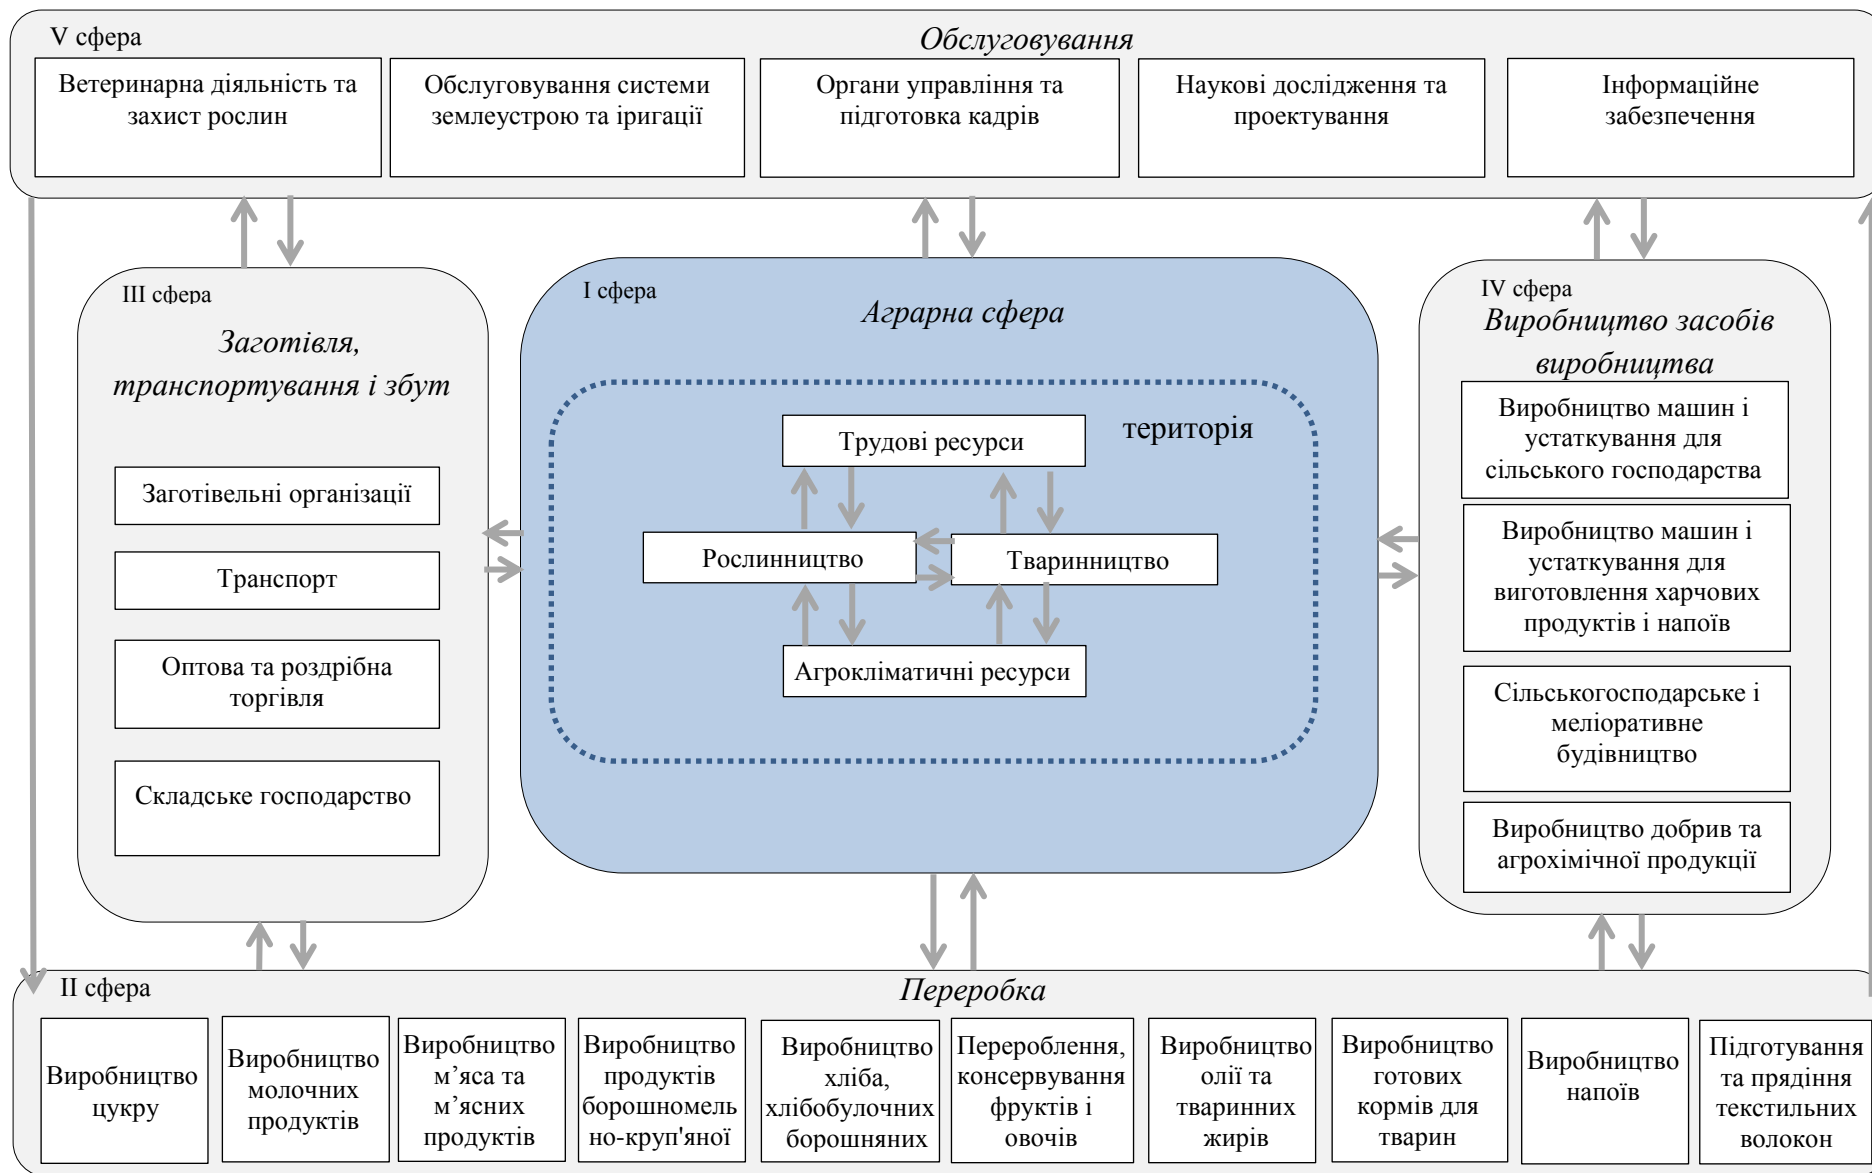 V сфера
Обслуговування
Ветеринарна діяльність та
захист рослин
Обслуговування системи
землеустрою та іригації
Органи управління та
підготовка кадрів
Наукові дослідження та
проектування
Інформаційне
забезпечення
III сфера
Заготівля,
транспортування і збут
Заготівельні організації
Транспорт
Оптова та роздрібна
торгівля
Складське господарство
I сфера
Аграрна сфера
територія
Трудові ресурси
Рослинництво
Тваринництво
Агрокліматичні ресурси
IV сфера
Виробництво засобів
виробництва
Виробництво машин і
устаткування для
сільського господарства
Виробництво машин і
устаткування для
виготовлення харчових
продуктів і напоїв
Сільськогосподарське і
меліоративне
будівництво
Виробництво добрив та
агрохімічної продукції
II сфера
Переробка
Виробництво
цукру
Виробництво
молочних
продуктів
Виробництво
м’яса та
м’ясних
продуктів
Виробництво
продуктів
борошномель
но-круп'яної
Виробництво
хліба,
хлібобулочних
борошняних
Перероблення,
консервування
фруктів і
овочів
Виробництво
олії та
тваринних
жирів
Виробництво
готових
кормів для
тварин
Виробництво
напоїв
Підготування
та прядіння
текстильних
волокон